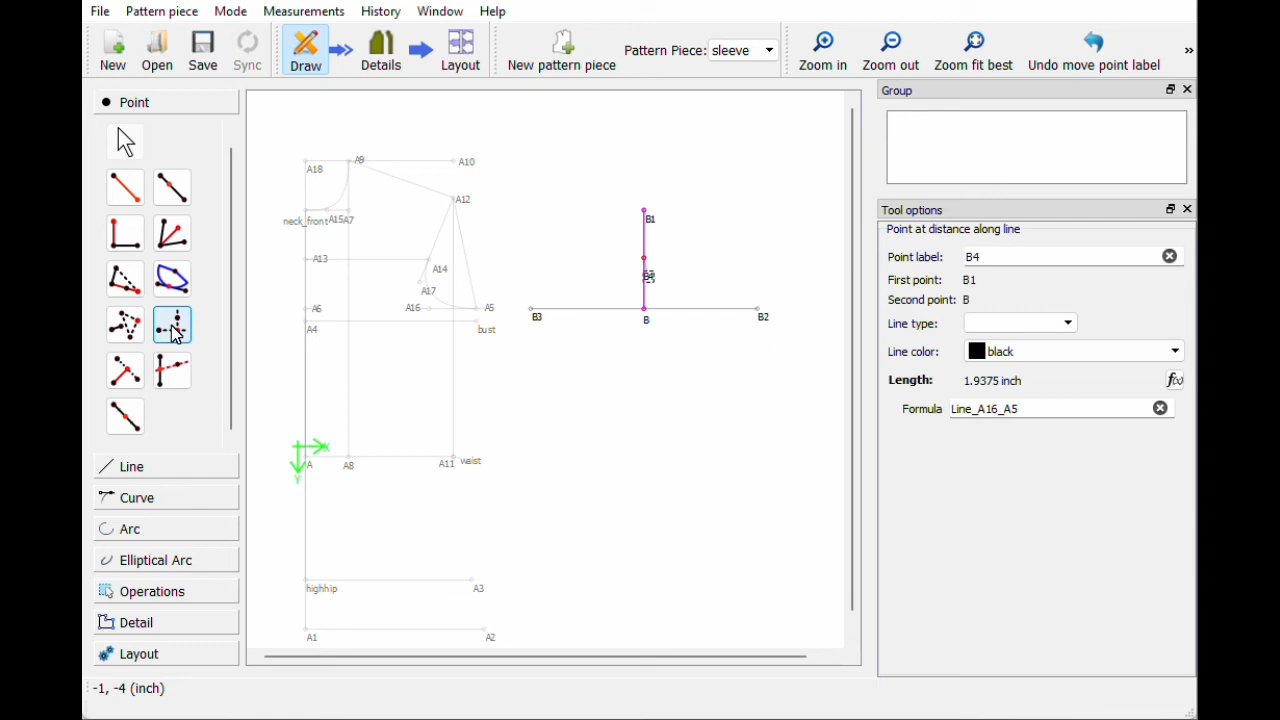 File Pattern piece Mode Measurements History Window Help
New Open Save Sync Draw Details Layout New pattern piece Pattern Piece: sleeve Zoom in Zoom out Zoom fit best Undo move point label »
Point
Line
Curve
Arc
Elliptical Arc
Operations
Detail
Layout
A18 A9 A10
A12
neck_front A15 A7
A13
A14
A17
A6 A16 A5
A4 bust
X
Y
A A8 A11 waist
highhip A3
A1 A2
B1
B3 B B2
Group
Tool options
Point at distance along line
Point label: B4
First point: B1
Second point: B
Line type:
Line color: black
Length: 1.9375 inch f(x)
Formula Line_A16_A5
-1, -4 (inch)